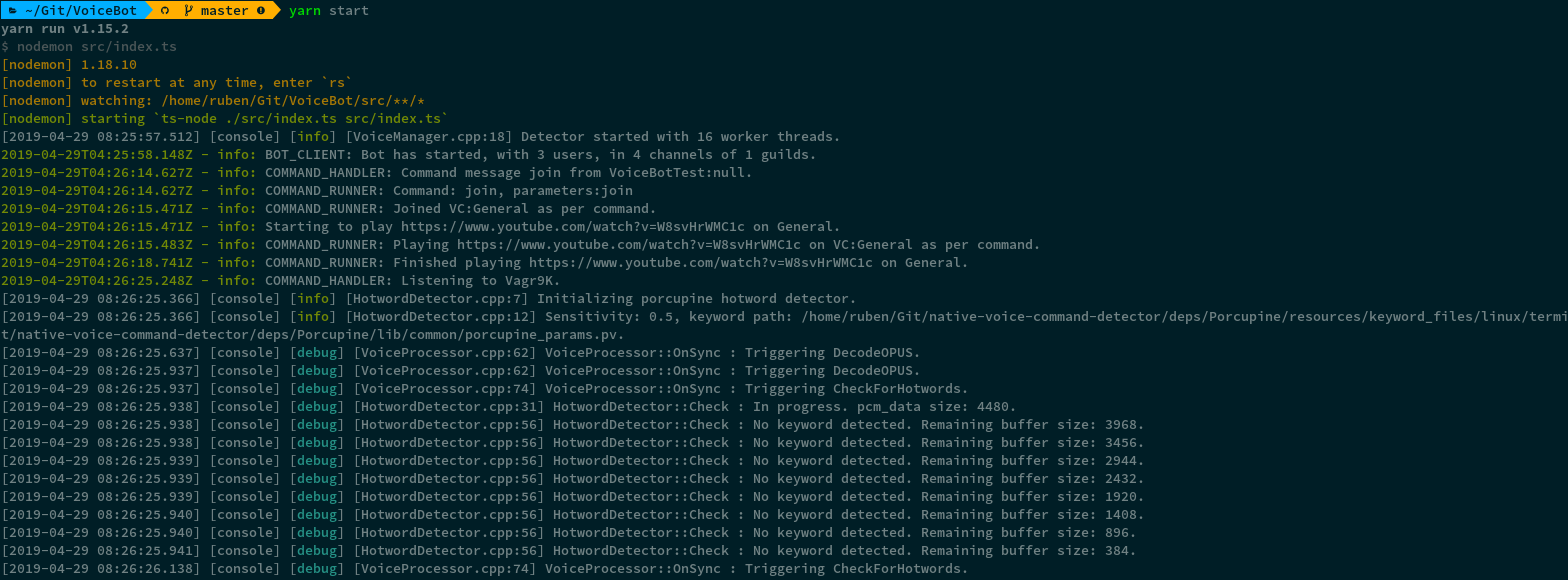 ~/Git/VoiceBot master yarn start
yarn run v1.15.2
$ nodemon src/index.ts
[nodemon] 1.18.10
[nodemon] to restart at any time, enter `rs`
[nodemon] watching: /home/ruben/Git/VoiceBot/src/**/*
[nodemon] starting `ts-node ./src/index.ts src/index.ts`
[2019-04-29 08:25:57.512] [console] [info] [VoiceManager.cpp:18] Detector started with 16 worker threads.
2019-04-29T04:25:58.148Z - info: BOT_CLIENT: Bot has started, with 3 users, in 4 channels of 1 guilds.
2019-04-29T04:26:14.627Z - info: COMMAND_HANDLER: Command message join from VoiceBotTest:null.
2019-04-29T04:26:14.627Z - info: COMMAND_RUNNER: Command: join, parameters:join
2019-04-29T04:26:15.471Z - info: COMMAND_RUNNER: Joined VC:General as per command.
2019-04-29T04:26:15.471Z - info: Starting to play https://www.youtube.com/watch?v=W8svHrWMC1c on General.
2019-04-29T04:26:15.483Z - info: COMMAND_RUNNER: Playing https://www.youtube.com/watch?v=W8svHrWMC1c on VC:General as per command.
2019-04-29T04:26:18.741Z - info: COMMAND_RUNNER: Finished playing https://www.youtube.com/watch?v=W8svHrWMC1c on General.
2019-04-29T04:26:25.248Z - info: COMMAND_HANDLER: Listening to Vagr9K.
[2019-04-29 08:26:25.366] [console] [info] [HotwordDetector.cpp:7] Initializing porcupine hotword detector.
[2019-04-29 08:26:25.366] [console] [info] [HotwordDetector.cpp:12] Sensitivity: 0.5, keyword path: /home/ruben/Git/native-voice-command-detector/deps/Porcupine/resources/keyword_files/linux/termi
t/native-voice-command-detector/deps/Porcupine/lib/common/porcupine_params.pv.
[2019-04-29 08:26:25.637] [console] [debug] [VoiceProcessor.cpp:62] VoiceProcessor::OnSync : Triggering DecodeOPUS.
[2019-04-29 08:26:25.937] [console] [debug] [VoiceProcessor.cpp:62] VoiceProcessor::OnSync : Triggering DecodeOPUS.
[2019-04-29 08:26:25.937] [console] [debug] [VoiceProcessor.cpp:74] VoiceProcessor::OnSync : Triggering CheckForHotwords.
[2019-04-29 08:26:25.938] [console] [debug] [HotwordDetector.cpp:31] HotwordDetector::Check : In progress. pcm_data size: 4480.
[2019-04-29 08:26:25.938] [console] [debug] [HotwordDetector.cpp:56] HotwordDetector::Check : No keyword detected. Remaining buffer size: 3968.
[2019-04-29 08:26:25.938] [console] [debug] [HotwordDetector.cpp:56] HotwordDetector::Check : No keyword detected. Remaining buffer size: 3456.
[2019-04-29 08:26:25.939] [console] [debug] [HotwordDetector.cpp:56] HotwordDetector::Check : No keyword detected. Remaining buffer size: 2944.
[2019-04-29 08:26:25.939] [console] [debug] [HotwordDetector.cpp:56] HotwordDetector::Check : No keyword detected. Remaining buffer size: 2432.
[2019-04-29 08:26:25.939] [console] [debug] [HotwordDetector.cpp:56] HotwordDetector::Check : No keyword detected. Remaining buffer size: 1920.
[2019-04-29 08:26:25.940] [console] [debug] [HotwordDetector.cpp:56] HotwordDetector::Check : No keyword detected. Remaining buffer size: 1408.
[2019-04-29 08:26:25.940] [console] [debug] [HotwordDetector.cpp:56] HotwordDetector::Check : No keyword detected. Remaining buffer size: 896.
[2019-04-29 08:26:25.941] [console] [debug] [HotwordDetector.cpp:56] HotwordDetector::Check : No keyword detected. Remaining buffer size: 384.
[2019-04-29 08:26:26.138] [console] [debug] [VoiceProcessor.cpp:74] VoiceProcessor::OnSync : Triggering CheckForHotwords.